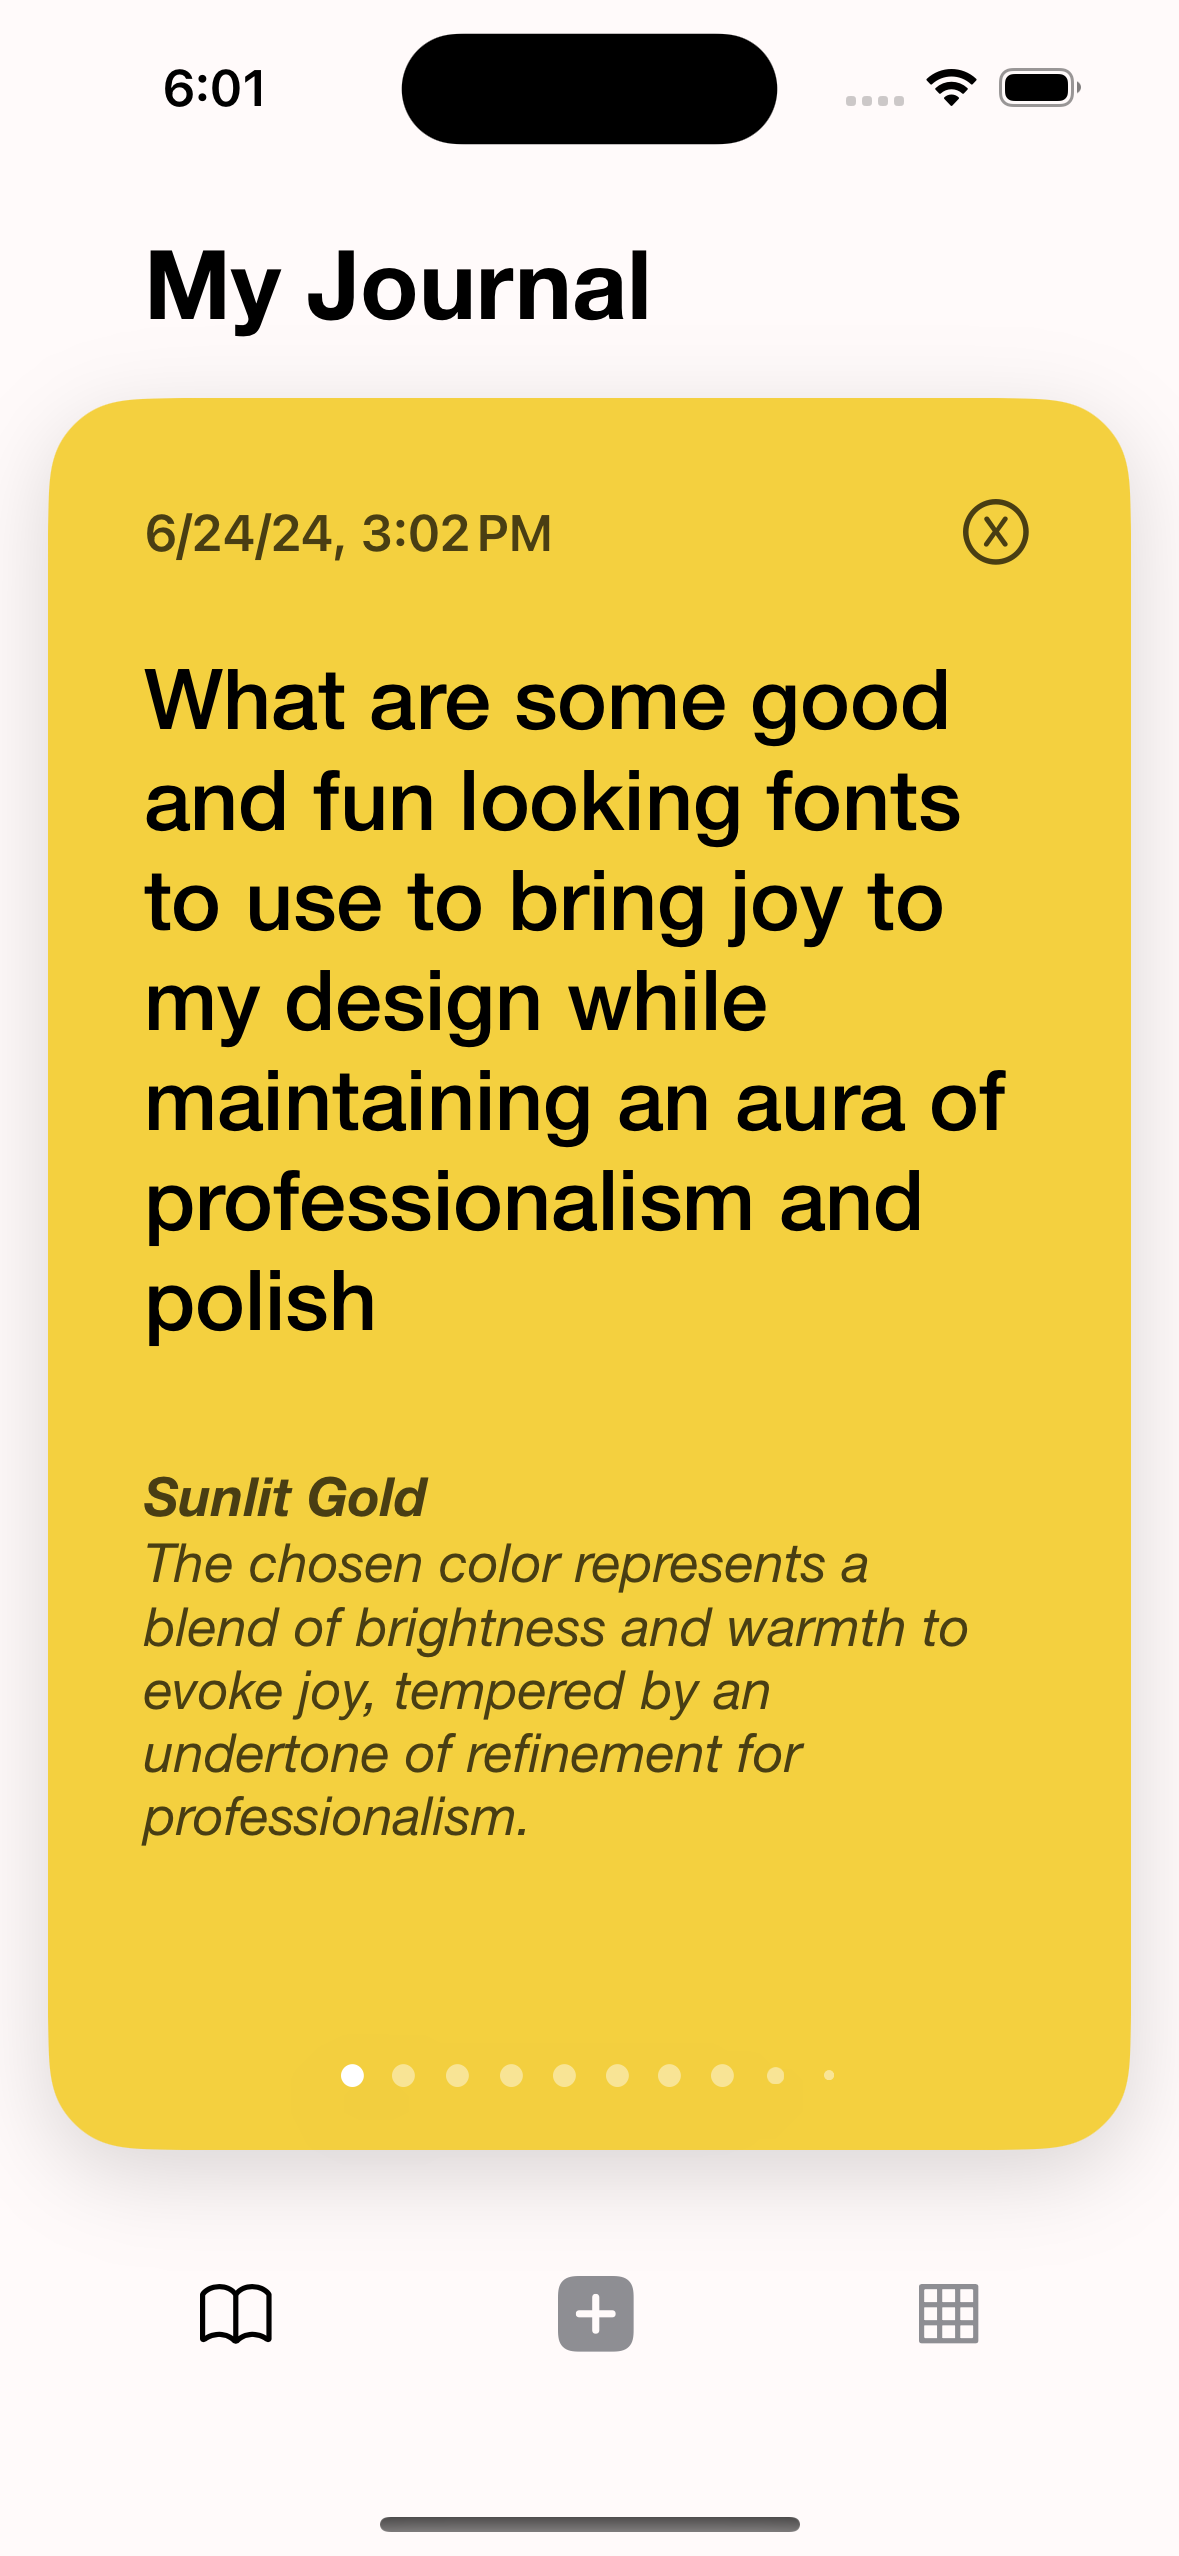 6:01
My Journal
6/24/24, 3:02 PM
What are some good
and fun looking fonts
to use to bring joy to
my design while
maintaining an aura of
professionalism and
polish
Sunlit Gold
The chosen color represents a
blend of brightness and warmth to
evoke joy, tempered by an
undertone of refinement for
professionalism.